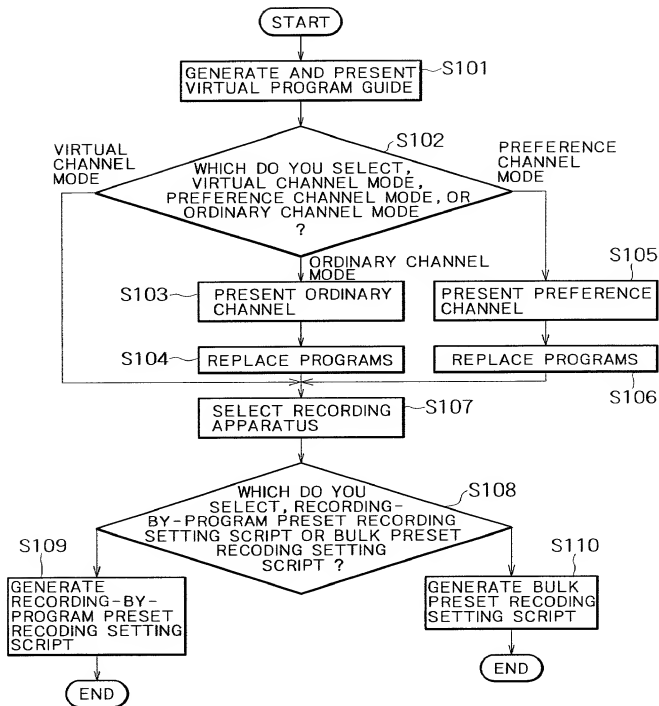 START
GENERATE AND PRESENT
VIRTUAL PROGRAM GUIDE
S101
VIRTUAL
CHANNEL
MODE
S102
PREFERENCE
CHANNEL
MODE
WHICH DO YOU SELECT,
VIRTUAL CHANNEL MODE,
PREFERENCE CHANNEL MODE, OR
ORDINARY CHANNEL MODE
?
ORDINARY CHANNEL
MODE
S103
PRESENT ORDINARY
CHANNEL
S105
PRESENT PREFERENCE
CHANNEL
S104
REPLACE PROGRAMS
REPLACE PROGRAMS
S106
SELECT RECORDING
APPARATUS
S107
WHICH DO YOU
SELECT, RECORDING-
BY-PROGRAM PRESET RECORDING
SETTING SCRIPT OR BULK PRESET
RECODING SETTING
SCRIPT ?
S108
S109
GENERATE
RECORDING-BY-
PROGRAM PRESET
RECODING SETTING
SCRIPT
S110
GENERATE BULK
PRESET RECODING
SETTING SCRIPT
END
END